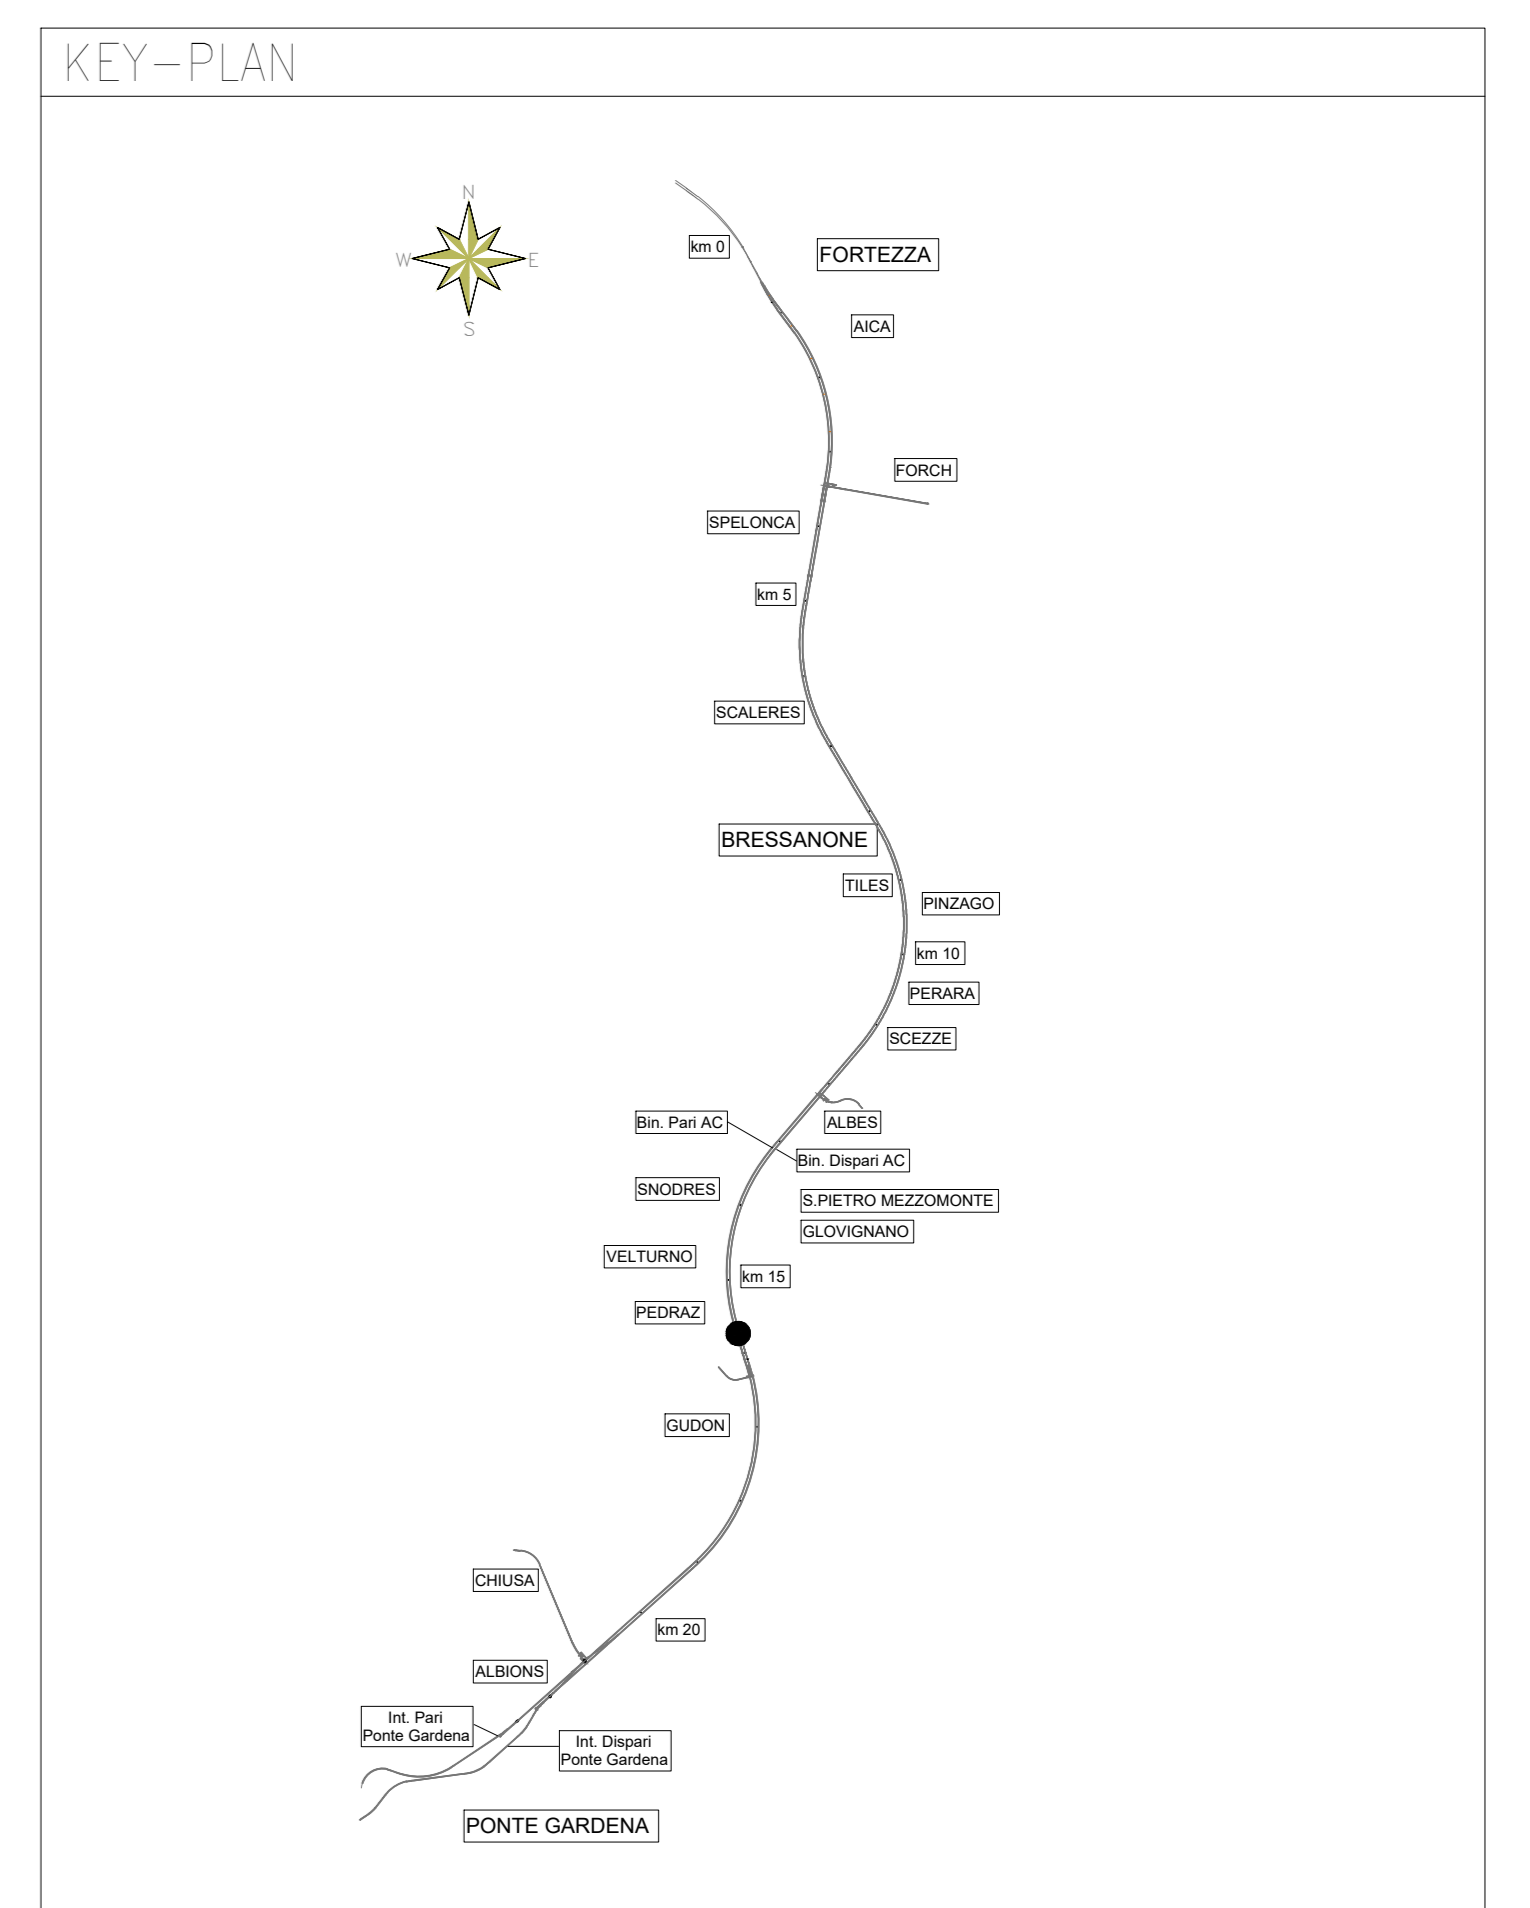 KEY-PLAN
N
W
E
S
km 0
FORTEZZA
AICA
FORCH
SPELONCA
km 5
SCALERES
BRESSANONE
TILES
PINZAGO
km 10
PERARA
SCEZZE
Bin. Pari AC
ALBES
Bin. Dispari AC
SNODRES
S.PIETRO MEZZOMONTE
GLOVIGNANO
VELTURNO
km 15
PEDRAZ
GUDON
CHIUSA
km 20
ALBIONS
Int. Pari
Ponte Gardena
Int. Dispari
Ponte Gardena
PONTE GARDENA